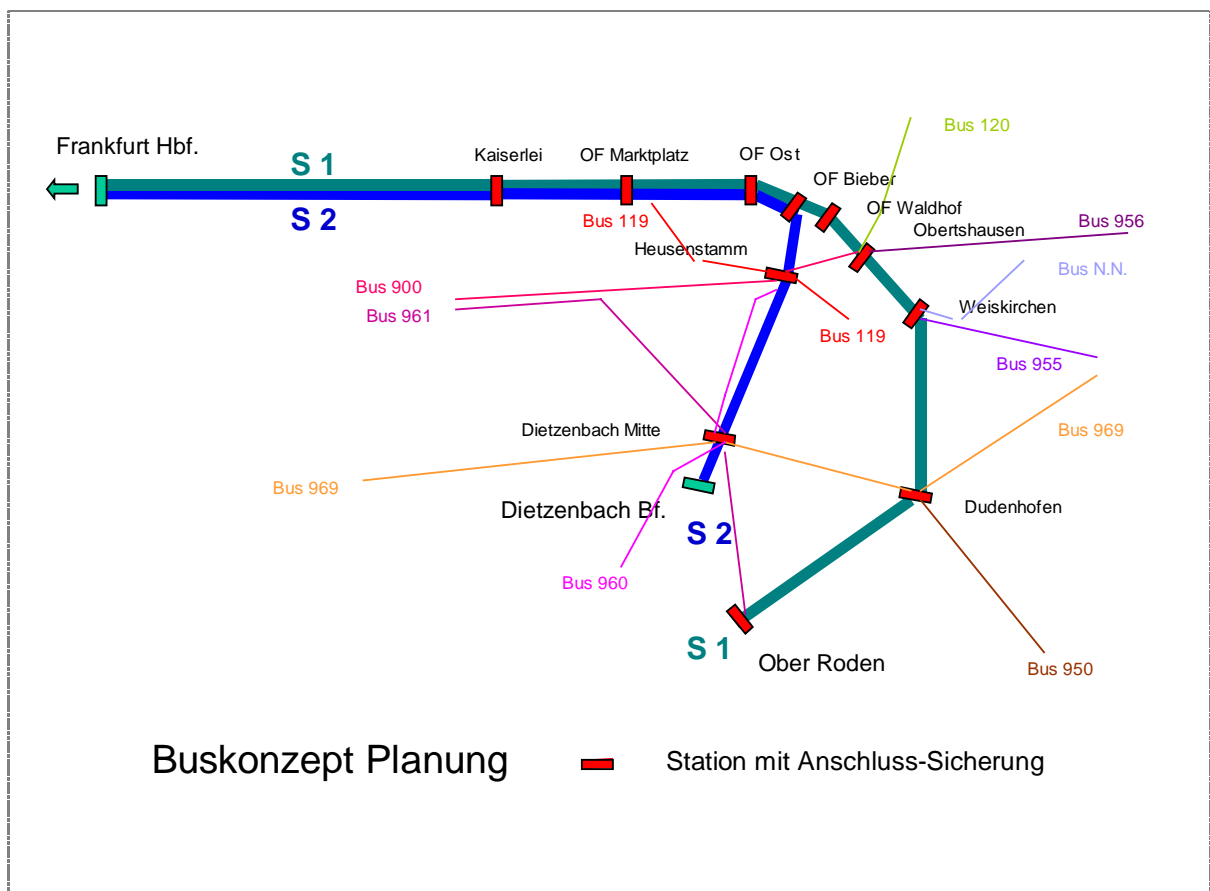 Bus 120
Frankfurt Hbf.
S 1
Kaiserlei
OF Marktplatz
OF Ost
OF Bieber
S 2
Bus 119
OF Waldhof
Obertshausen
Bus 956
Heusenstamm
Bus N.N.
Bus 900
Bus 961
Weiskirchen
Bus 119
Bus 955
Dietzenbach Mitte
Bus 969
Bus 969
Dietzenbach Bf.
Dudenhofen
S 2
Bus 960
S 1
Ober Roden
Bus 950
Buskonzept Planung
Station mit Anschluss-Sicherung